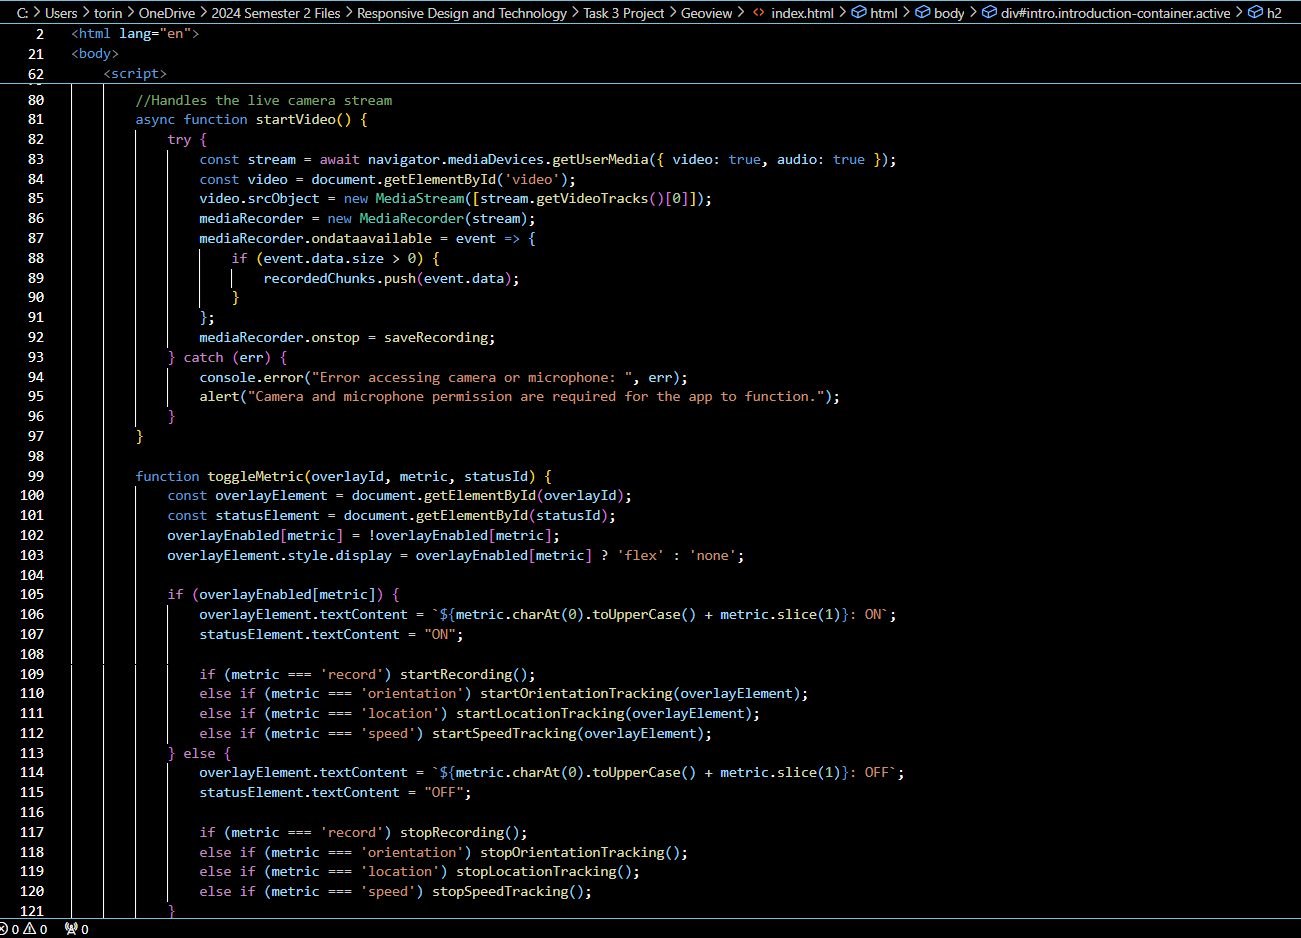 C: > Users > torin > OneDrive > 2024 Semester 2 Files > Responsive Design and Technology > Task 3 Project > Geoview > <> index.html > html > body > div#intro.introduction-container.active > h2
2 <html lang="en">
21 <body>
62 <script>
80 //Handles the live camera stream
81 async function startVideo() {
82 try {
83 const stream = await navigator.mediaDevices.getUserMedia({ video: true, audio: true });
84 const video = document.getElementById('video');
85 video.srcObject = new MediaStream([stream.getVideoTracks()[0]]);
86 mediaRecorder = new MediaRecorder(stream);
87 mediaRecorder.ondataavailable = event => {
88 if (event.data.size > 0) {
89 recordedChunks.push(event.data);
90 }
91 };
92 mediaRecorder.onstop = saveRecording;
93 } catch (err) {
94 console.error("Error accessing camera or microphone: ", err);
95 alert("Camera and microphone permission are required for the app to function.");
96 }
97 }
98
99 function toggleMetric(overlayId, metric, statusId) {
100 const overlayElement = document.getElementById(overlayId);
101 const statusElement = document.getElementById(statusId);
102 overlayEnabled[metric] = !overlayEnabled[metric];
103 overlayElement.style.display = overlayEnabled[metric] ? 'flex' : 'none';
104
105 if (overlayEnabled[metric]) {
106 overlayElement.textContent = `${metric.charAt(0).toUpperCase() + metric.slice(1)}: ON`;
107 statusElement.textContent = "ON";
108
109 if (metric === 'record') startRecording();
110 else if (metric === 'orientation') startOrientationTracking(overlayElement);
111 else if (metric === 'location') startLocationTracking(overlayElement);
112 else if (metric === 'speed') startSpeedTracking(overlayElement);
113 } else {
114 overlayElement.textContent = `${metric.charAt(0).toUpperCase() + metric.slice(1)}: OFF`;
115 statusElement.textContent = "OFF";
116
117 if (metric === 'record') stopRecording();
118 else if (metric === 'orientation') stopOrientationTracking();
119 else if (metric === 'location') stopLocationTracking();
120 else if (metric === 'speed') stopSpeedTracking();
121 }
0 0 0